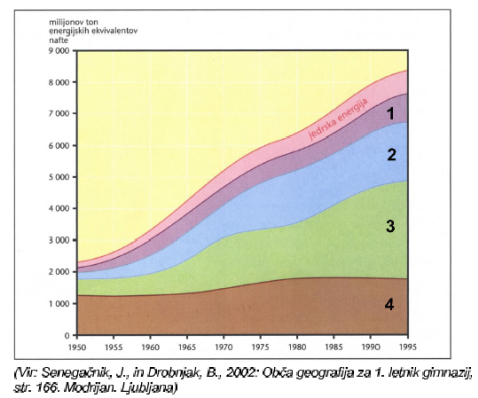 milijonov ton
energijskih ekvivalentov
nafte
9 000
8 000
7 000
6 000
5 000
4 000
3 000
2 000
1 000
0
jedrska energija
1
2
3
4
1950 1955 1960 1965 1970 1975 1980 1985 1990 1995
(Vir: Senegačnik, J., in Drobnjak, B., 2002: Obča geografija za 1. letnik gimnazij,
str. 166. Modrijan. Ljubljana)